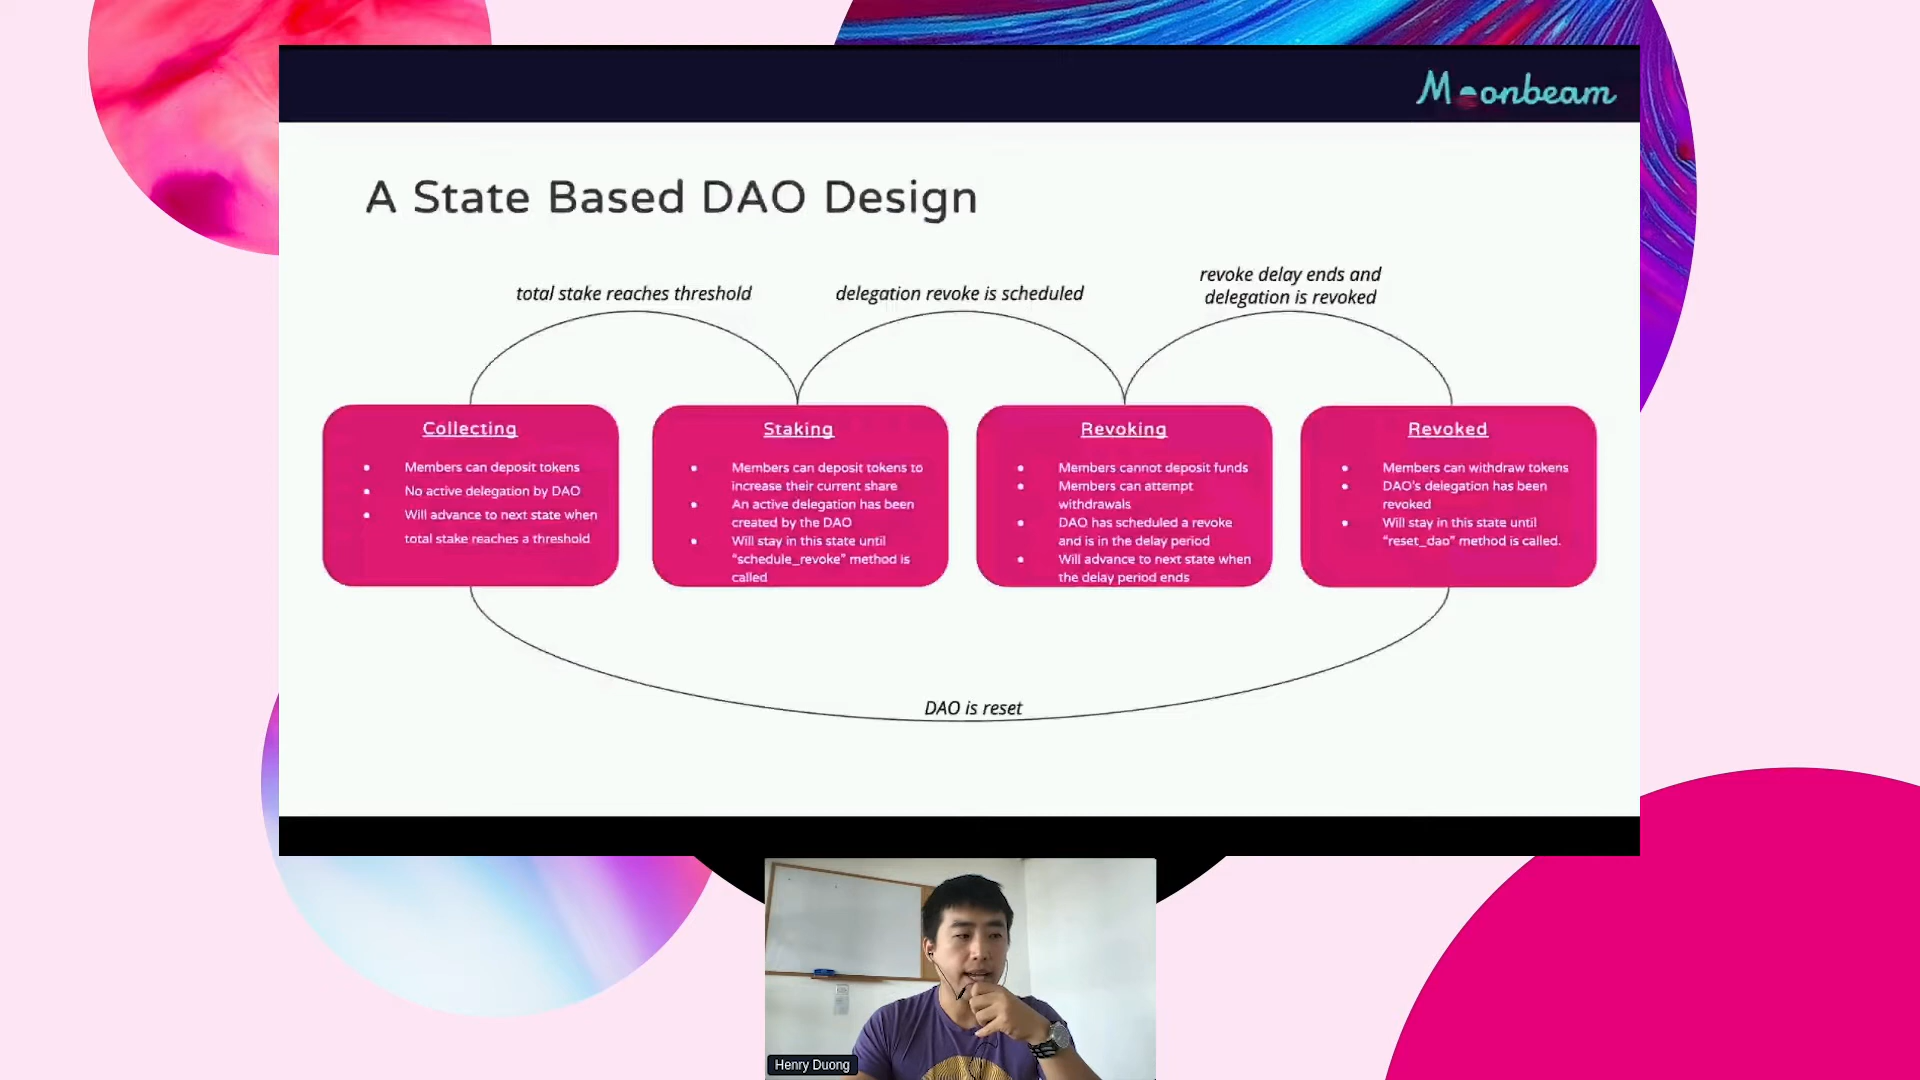 Moonbeam
A State Based DAO Design
total stake reaches threshold
delegation revoke is scheduled
revoke delay ends and
delegation is revoked
Collecting
Members can deposit tokens
No active delegation by DAO
Will advance to next state when
total stake reaches a threshold
Staking
Members can deposit tokens to
increase their current share
An active delegation has been
created by the DAO
Will stay in this state until
“schedule_revoke” method is
called
Revoking
Members cannot deposit funds
Members can attempt
withdrawals
DAO has scheduled a revoke
and is in the delay period
Will advance to next state when
the delay period ends
Revoked
Members can withdraw tokens
DAO’s delegation has been
revoked
Will stay in this state until
“reset_dao” method is called.
DAO is reset
Henry Duong